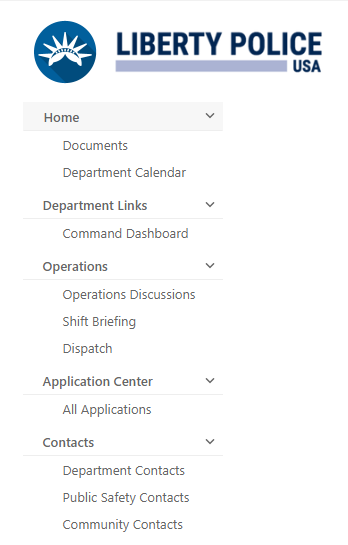 LIBERTY POLICE
USA
Home
Documents
Department Calendar
Department Links
Command Dashboard
Operations
Operations Discussions
Shift Briefing
Dispatch
Application Center
All Applications
Contacts
Department Contacts
Public Safety Contacts
Community Contacts